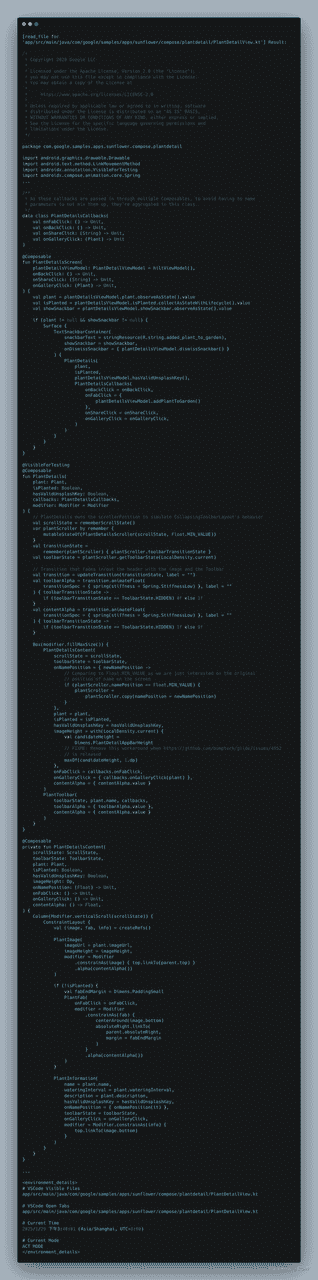 [read_file for
'app/src/main/java/com/google/samples/apps/sunflower/compose/plantdetail/PlantDetailView.kt'] Result:
/*
 * Copyright 2020 Google LLC
 *
 * Licensed under the Apache License, Version 2.0 (the "License");
 * you may not use this file except in compliance with the License.
 * You may obtain a copy of the License at
 *
 * https://www.apache.org/licenses/LICENSE-2.0
 *
 * Unless required by applicable law or agreed to in writing, software
 * distributed under the License is distributed on an "AS IS" BASIS,
 * WITHOUT WARRANTIES OR CONDITIONS OF ANY KIND, either express or implied.
 * See the License for the specific language governing permissions and
 * limitations under the License.
 */
package com.google.samples.apps.sunflower.compose.plantdetail
import android.graphics.drawable.Drawable
import android.text.method.LinkMovementMethod
import androidx.annotation.VisibleForTesting
import androidx.compose.animation.core.Spring
...
/**
 * As these callbacks are passed in through multiple Composables, to avoid having to name
 * parameters to not mix them up, they're aggregated in this class.
 */
data class PlantDetailsCallbacks(
    val onFabClick: () -> Unit,
    val onBackClick: () -> Unit,
    val onShareClick: (String) -> Unit,
    val onGalleryClick: (Plant) -> Unit
)
@Composable
fun PlantDetailsScreen(
    plantDetailsViewModel: PlantDetailViewModel = hiltViewModel(),
    onBackClick: () -> Unit,
    onShareClick: (String) -> Unit,
    onGalleryClick: (Plant) -> Unit,
) {
    val plant = plantDetailsViewModel.plant.observeAsState().value
    val isPlanted = plantDetailsViewModel.isPlanted.collectAsStateWithLifecycle().value
    val showSnackbar = plantDetailsViewModel.showSnackbar.observeAsState().value
    if (plant != null && showSnackbar != null) {
        Surface {
            TextSnackbarContainer(
                snackbarText = stringResource(R.string.added_plant_to_garden),
                showSnackbar = showSnackbar,
                onDismissSnackbar = { plantDetailsViewModel.dismissSnackbar() }
            ) {
                PlantDetails(
                    plant,
                    isPlanted,
                    plantDetailsViewModel.hasValidUnsplashKey(),
                    PlantDetailsCallbacks(
                        onBackClick = onBackClick,
                        onFabClick = {
                            plantDetailsViewModel.addPlantToGarden()
                        },
                        onShareClick = onShareClick,
                        onGalleryClick = onGalleryClick,
                    )
                )
            }
        }
    }
}
@VisibleForTesting
@Composable
fun PlantDetails(
    plant: Plant,
    isPlanted: Boolean,
    hasValidUnsplashKey: Boolean,
    callbacks: PlantDetailsCallbacks,
    modifier: Modifier = Modifier
) {
    // PlantDetails owns the scrollerPosition to simulate CollapsingToolbarLayout's behavior
    val scrollState = rememberScrollState()
    var plantScroller by remember {
        mutableStateOf(PlantDetailsScroller(scrollState, Float.MIN_VALUE))
    }
    val transitionState =
        remember(plantScroller) { plantScroller.toolbarTransitionState }
    val toolbarState = plantScroller.getToolbarState(LocalDensity.current)
    // Transition that fades in/out the header with the image and the Toolbar
    val transition = updateTransition(transitionState, label = "")
    val toolbarAlpha = transition.animateFloat(
        transitionSpec = { spring(stiffness = Spring.StiffnessLow) }, label = ""
    ) { toolbarTransitionState ->
        if (toolbarTransitionState == ToolbarState.HIDDEN) 0f else 1f
    }
    val contentAlpha = transition.animateFloat(
        transitionSpec = { spring(stiffness = Spring.StiffnessLow) }, label = ""
    ) { toolbarTransitionState ->
        if (toolbarTransitionState == ToolbarState.HIDDEN) 1f else 0f
    }
    Box(modifier.fillMaxSize()) {
        PlantDetailsContent(
            scrollState = scrollState,
            toolbarState = toolbarState,
            onNamePosition = { newNamePosition ->
                // Comparing to Float.MIN_VALUE as we are just interested on the original
                // position of name on the screen
                if (plantScroller.namePosition == Float.MIN_VALUE) {
                    plantScroller =
                        plantScroller.copy(namePosition = newNamePosition)
                }
            },
            plant = plant,
            isPlanted = isPlanted,
            hasValidUnsplashKey = hasValidUnsplashKey,
            imageHeight = with(LocalDensity.current) {
                val candidateHeight =
                    Dimens.PlantDetailAppBarHeight
                // FIXME: Remove this workaround when https://github.com/bumptech/glide/issues/4952
                // is released
                maxOf(candidateHeight, 1.dp)
            },
            onFabClick = callbacks.onFabClick,
            onGalleryClick = { callbacks.onGalleryClick(plant) },
            contentAlpha = { contentAlpha.value }
        )
        PlantToolbar(
            toolbarState, plant.name, callbacks,
            toolbarAlpha = { toolbarAlpha.value },
            contentAlpha = { contentAlpha.value }
        )
    }
}
@Composable
private fun PlantDetailsContent(
    scrollState: ScrollState,
    toolbarState: ToolbarState,
    plant: Plant,
    isPlanted: Boolean,
    hasValidUnsplashKey: Boolean,
    imageHeight: Dp,
    onNamePosition: (Float) -> Unit,
    onFabClick: () -> Unit,
    onGalleryClick: () -> Unit,
    contentAlpha: () -> Float,
) {
    Column(Modifier.verticalScroll(scrollState)) {
        ConstraintLayout {
            val (image, fab, info) = createRefs()
            PlantImage(
                imageUrl = plant.imageUrl,
                imageHeight = imageHeight,
                modifier = Modifier
                    .constrainAs(image) { top.linkTo(parent.top) }
                    .alpha(contentAlpha())
            )
            if (!isPlanted) {
                val fabEndMargin = Dimens.PaddingSmall
                PlantFab(
                    onFabClick = onFabClick,
                    modifier = Modifier
                        .constrainAs(fab) {
                            centerAround(image.bottom)
                            absoluteRight.linkTo(
                                parent.absoluteRight,
                                margin = fabEndMargin
                            )
                        }
                        .alpha(contentAlpha())
                )
            }
            PlantInformation(
                name = plant.name,
                wateringInterval = plant.wateringInterval,
                description = plant.description,
                hasValidUnsplashKey = hasValidUnsplashKey,
                onNamePosition = { onNamePosition(it) },
                toolbarState = toolbarState,
                onGalleryClick = onGalleryClick,
                modifier = Modifier.constrainAs(info) {
                    top.linkTo(image.bottom)
                }
            )
        }
    }
}
...
<environment_details>
# VSCode Visible Files
app/src/main/java/com/google/samples/apps/sunflower/compose/plantdetail/PlantDetailView.kt
# VSCode Open Tabs
app/src/main/java/com/google/samples/apps/sunflower/compose/plantdetail/PlantDetailView.kt
# Current Time
(Asia/Shanghai, UTC+8:00)
# Current Mode
ACT MODE
</environment_details>